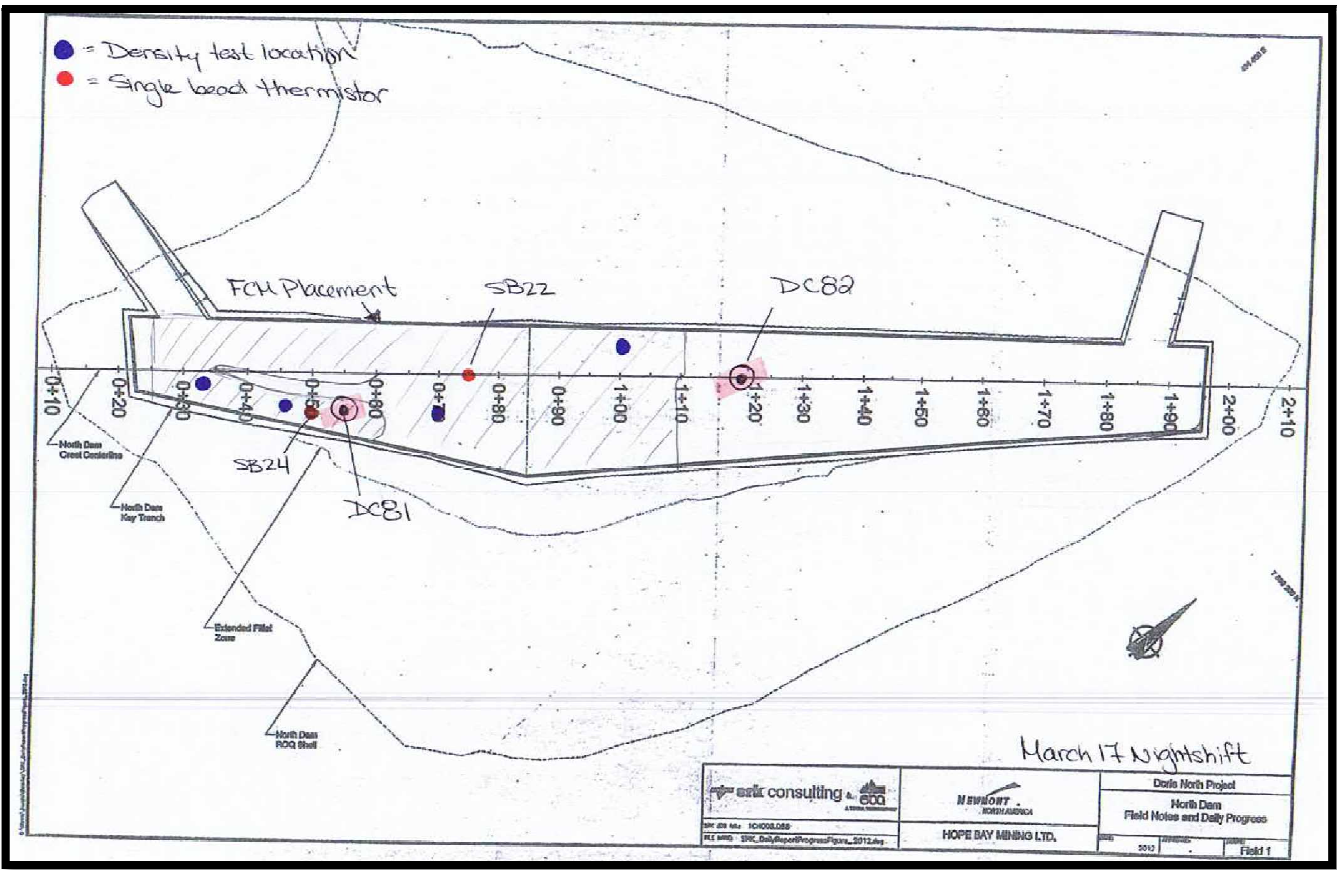 = Density test location
= Single bead thermistor
FCM Placement
SB22
DC82
0+10
0+20
0+30
0+40
0+50
0+60
0+70
0+80
0+90
1+00
1+10
1+20
1+50
1+60
1+70
1+80
1+90
2+00
2+10
North Dam
Crest Centerline
SB24
DC81
North Dam
Key Trench
Extended Fillet
Zone
North Dam
ROQ Shell
March 17 Nightshift
srk consulting
NEWMONT
NORTH AMERICA
HOPE BAY MINING LTD.
Doris North Project
North Dam
Field Notes and Daily Progress
2012
Field 1